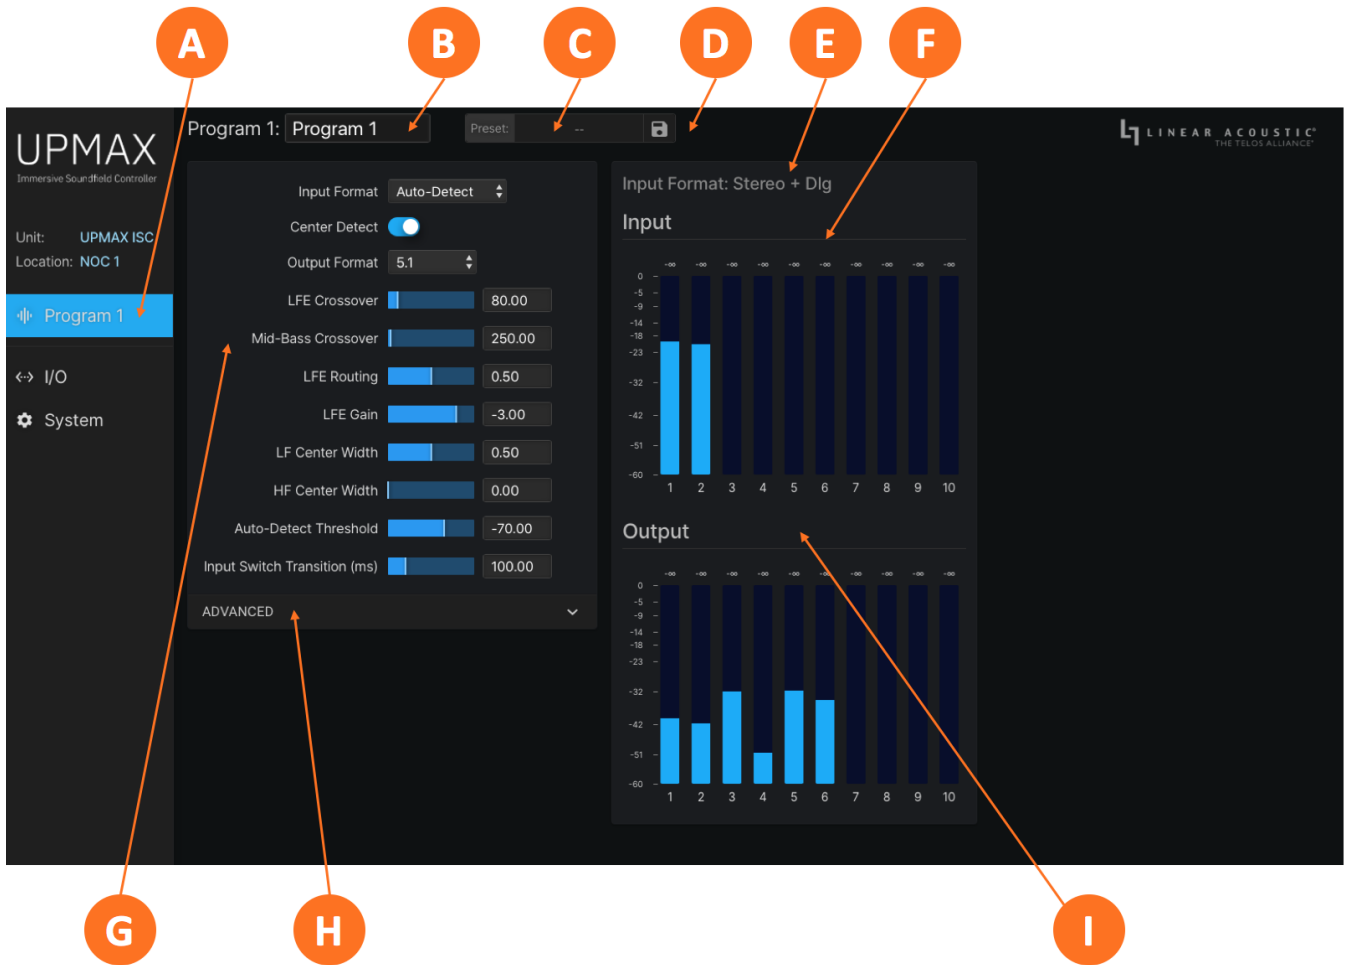 A B C D E F
UPMAX
Immersive Soundfield Controller
Unit: UPMAX ISC
Location: NOC 1
Program 1
I/O
System
Program 1: Program 1
Preset: --
LINEAR ACOUSTIC®
THE TELOS ALLIANCE®
Input Format Auto-Detect
Center Detect
Output Format 5.1
LFE Crossover 80.00
Mid-Bass Crossover 250.00
LFE Routing 0.50
LFE Gain -3.00
LF Center Width 0.50
HF Center Width 0.00
Auto-Detect Threshold -70.00
Input Switch Transition (ms) 100.00
ADVANCED
Input Format: Stereo + Dlg
Input
-∞ -∞ -∞ -∞ -∞ -∞ -∞ -∞ -∞ -∞
0
-5
-9
-14
-18
-23
-32
-42
-51
-60
1 2 3 4 5 6 7 8 9 10
Output
-∞ -∞ -∞ -∞ -∞ -∞ -∞ -∞ -∞ -∞
0
-5
-9
-14
-18
-23
-32
-42
-51
-60
1 2 3 4 5 6 7 8 9 10
G H I